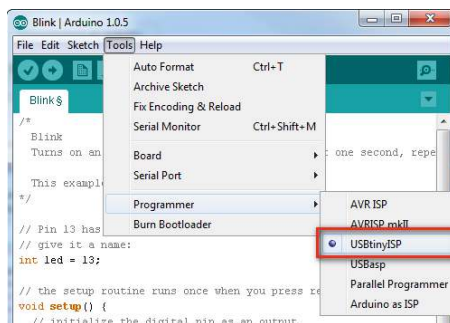 Blink | Arduino 1.0.5
File Edit Sketch Tools Help
Blink §
Auto Format Ctrl+T
Archive Sketch
Fix Encoding & Reload
Serial Monitor Ctrl+Shift+M
Board
Serial Port
Programmer
Burn Bootloader
AVR ISP
AVRISP mkII
USBtinyISP
USBasp
Parallel Programmer
Arduino as ISP
/*
Blink
Turns on an one second, repe
This exampl
*/
// Pin 13 has
// give it a name:
int led = 13;
// the setup routine runs once when you press re
void setup() {
// initialize the digital pin as an output.